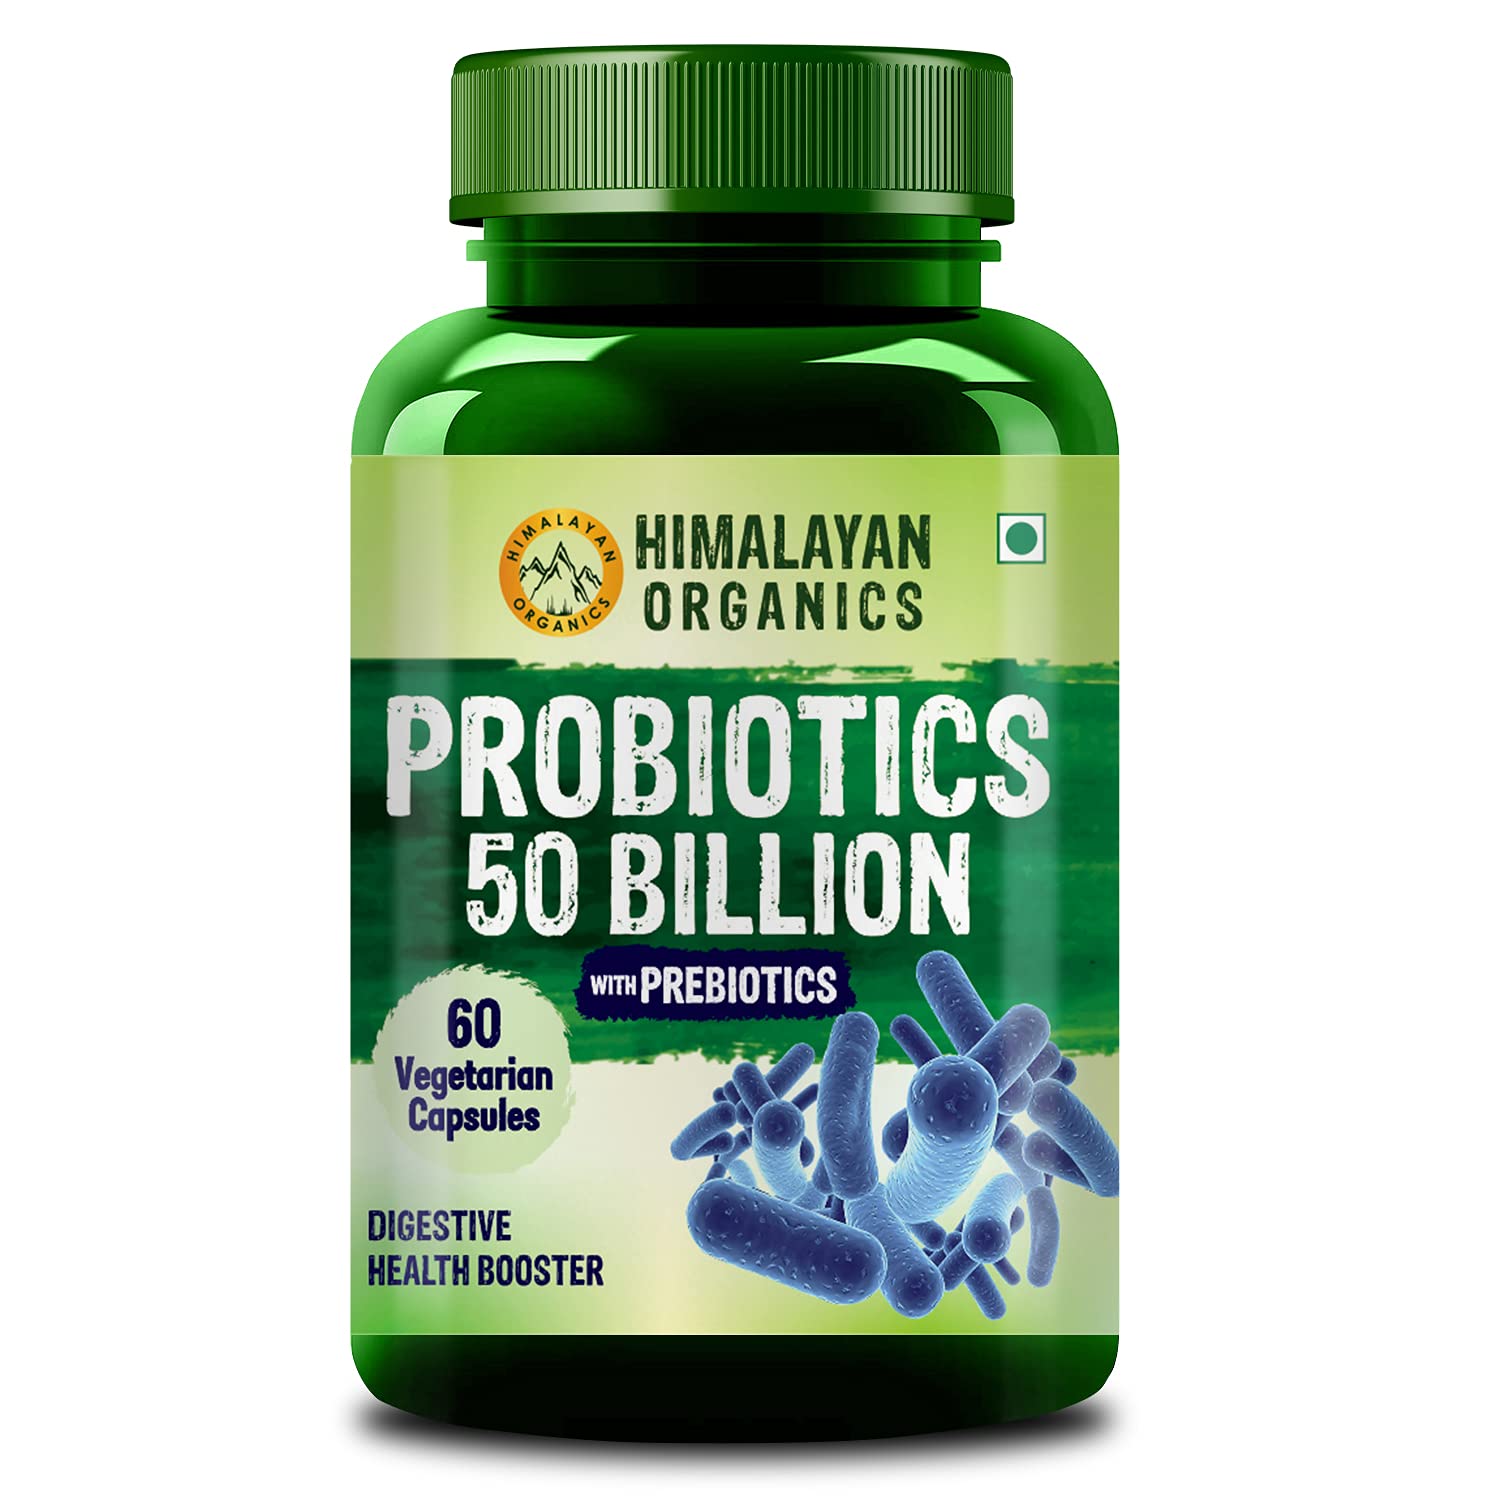 HIMALAYAN
ORGANICS
HIMALAYAN
ORGANICS
PROBIOTICS
50 BILLION
WITH PREBIOTICS
60
Vegetarian
Capsules
DIGESTIVE
HEALTH BOOSTER